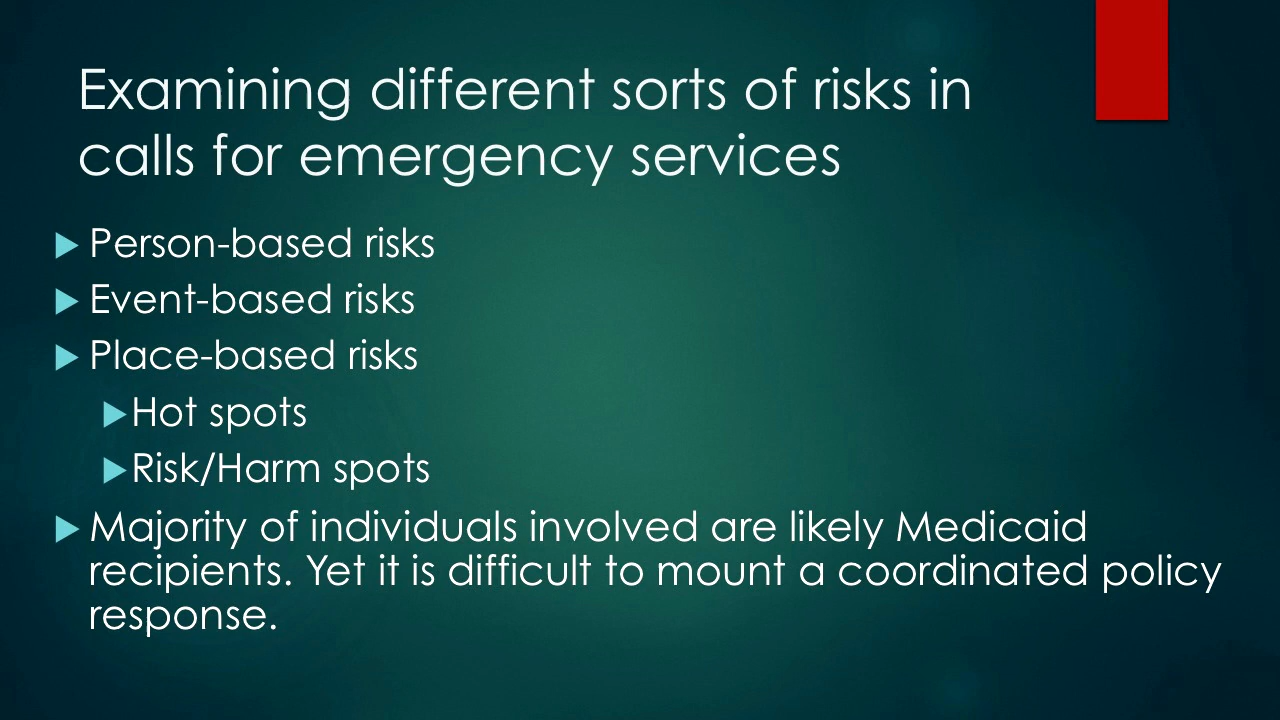 Examining different sorts of risks in
calls for emergency services
Person-based risks
Event-based risks
Place-based risks
Hot spots
Risk/Harm spots
Majority of individuals involved are likely Medicaid
recipients. Yet it is difficult to mount a coordinated policy
response.